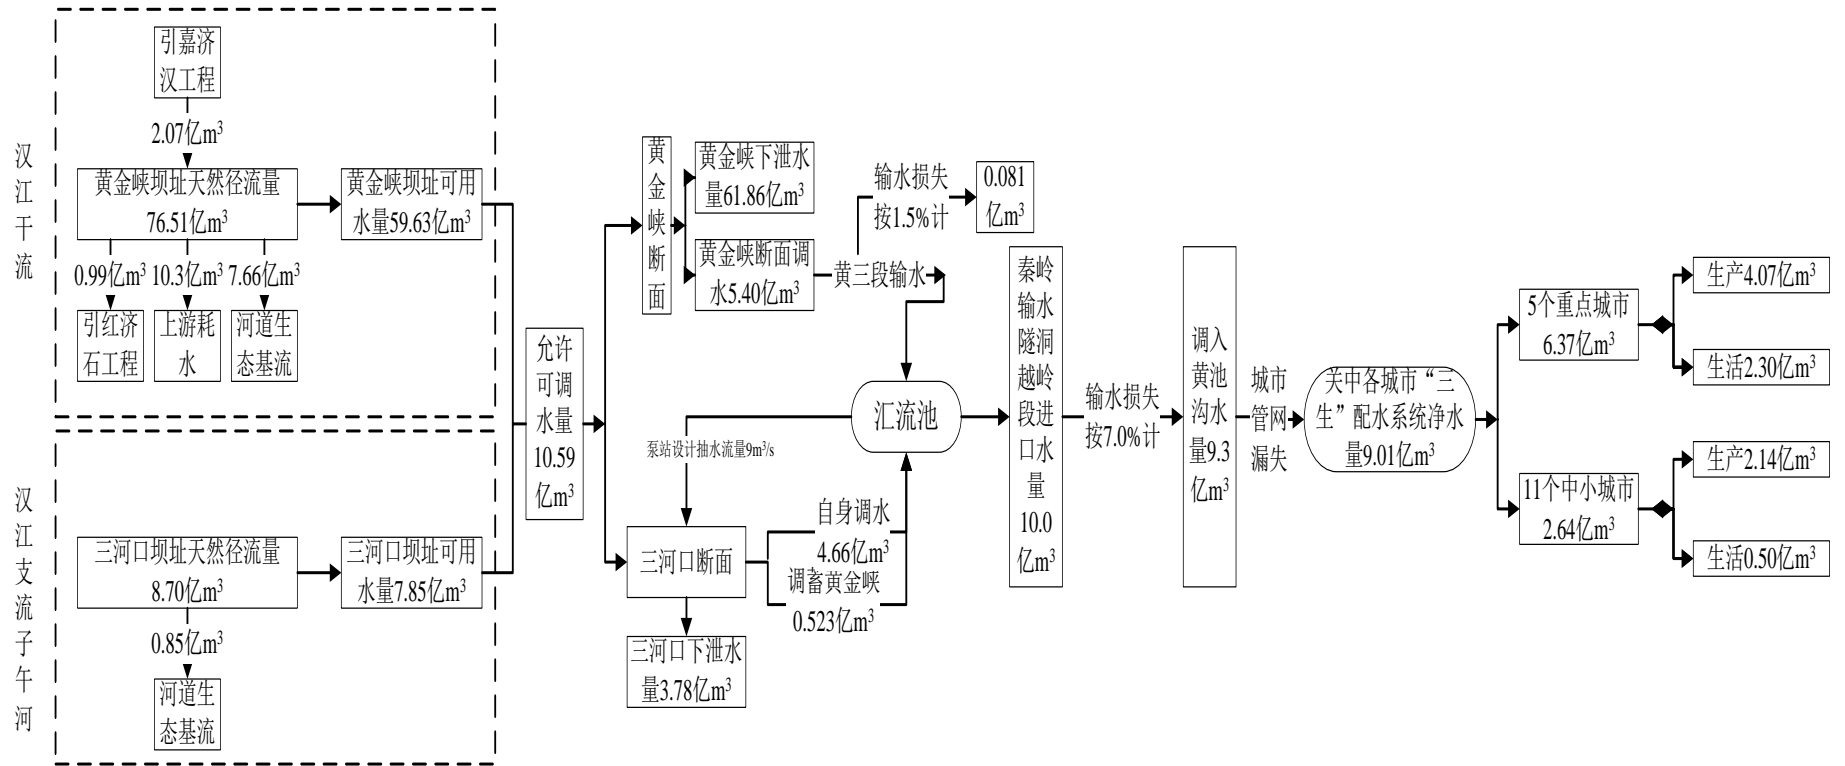 汉江干流
引嘉济
汉工程
2.07亿m³
黄金峡坝址天然径流量
76.51亿m³
黄金峡坝址可用
水量59.63亿m³
0.99亿m³
10.3亿m³
7.66亿m³
引红济
石工程
上游耗
水
河道生
态基流
汉江支流子午河
三河口坝址天然径流量
8.70亿m³
三河口坝址可用
水量7.85亿m³
0.85亿m³
河道生
态基流
允许
可调
水量
10.59
亿m³
黄金峡断面
黄金峡下泄水
量61.86亿m³
黄金峡断面调
水5.40亿m³
输水损失
按1.5%计
0.081
亿m³
黄三段输水
汇流池
泵站设计抽水流量9m³/s
三河口断面
自身调水
4.66亿m³
调蓄黄金峡
0.523亿m³
三河口下泄水
量3.78亿m³
秦岭
输水
隧洞
越岭
段进
口水
量
10.0
亿m³
输水损失
按7.0%计
调入
黄池
沟水
量9.3
亿m³
城市
管网
漏失
关中各城市“三
生”配水系统净水
量9.01亿m³
5个重点城市
6.37亿m³
生产4.07亿m³
生活2.30亿m³
11个中小城市
2.64亿m³
生产2.14亿m³
生活0.50亿m³